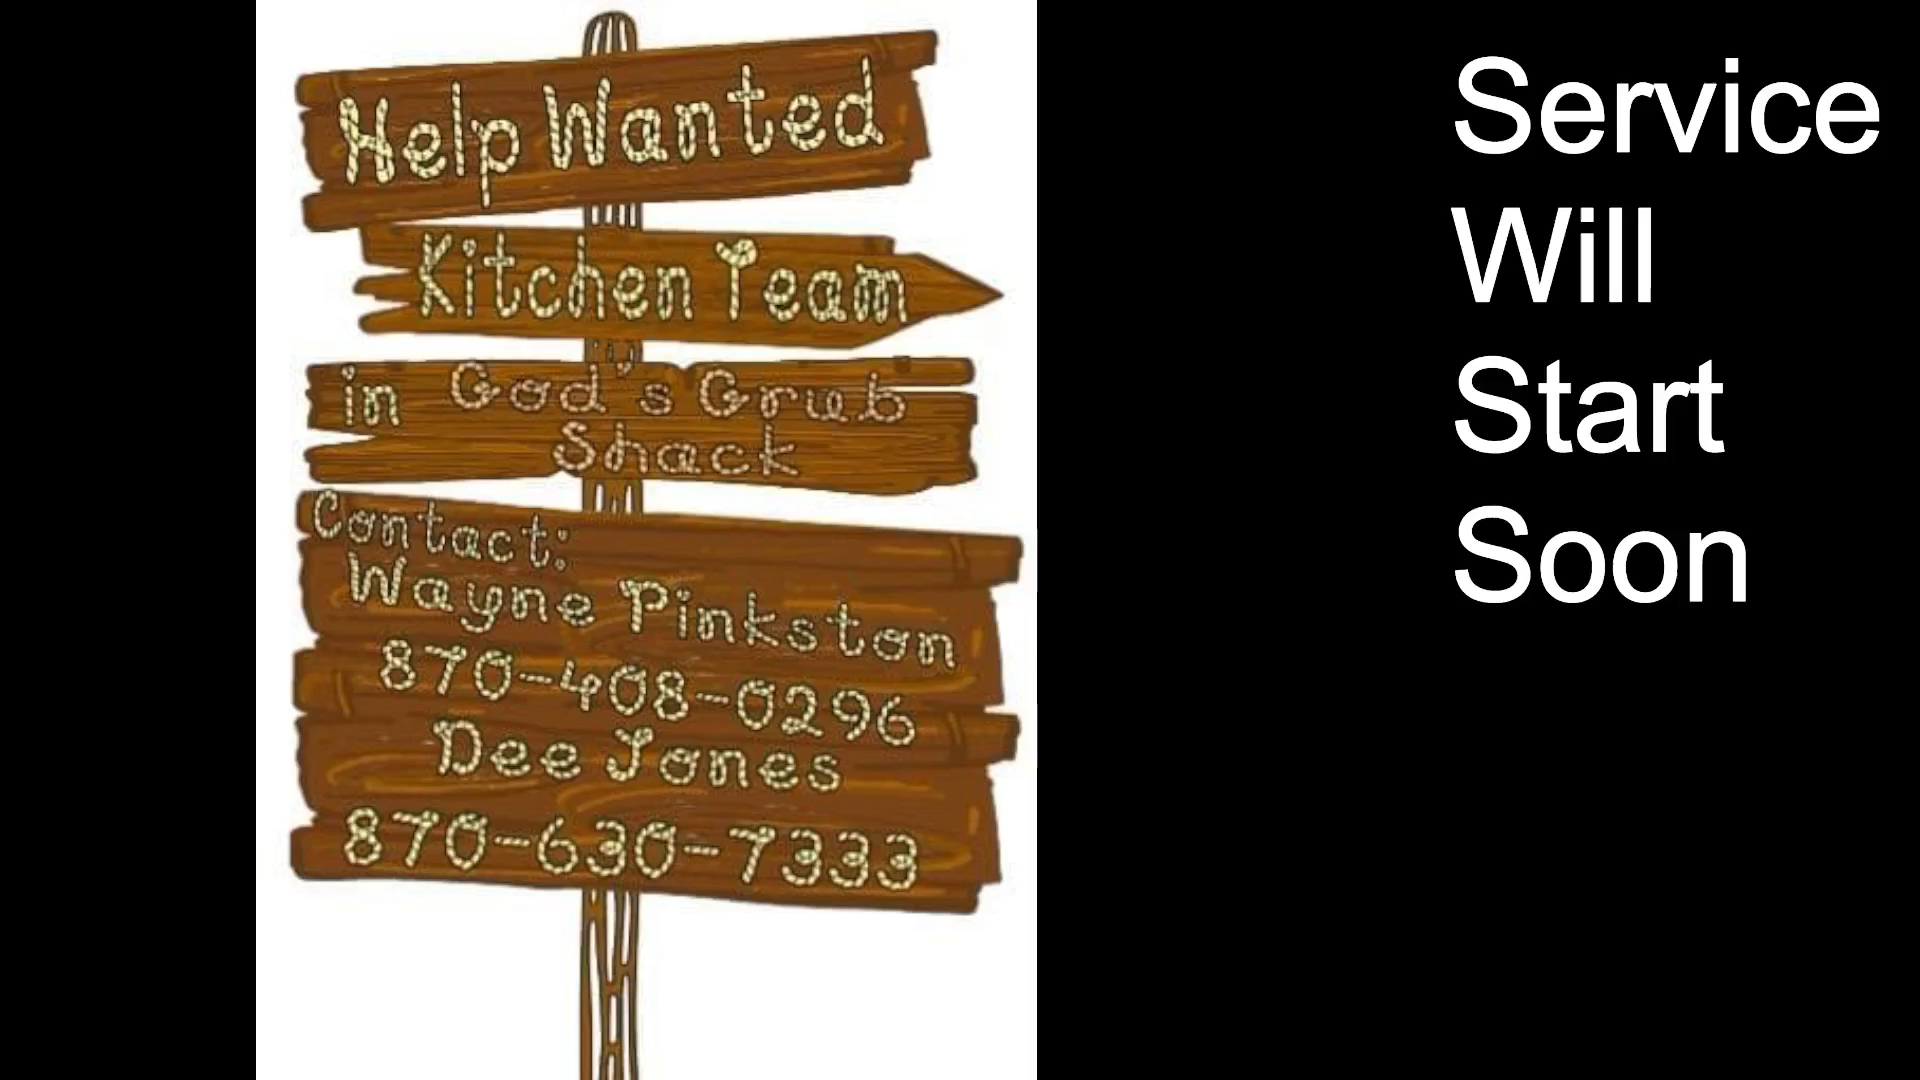 Help Wanted
Kitchen Team
in God's Grub
Shack
Contact:
Wayne Pinkston
870-408-0296
Dee Jones
870-630-7333
Service
Will
Start
Soon